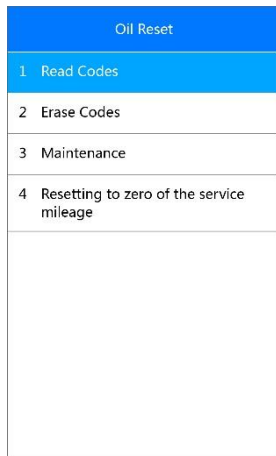 Oil Reset
1 Read Codes
2 Erase Codes
3 Maintenance
4 Resetting to zero of the service
mileage